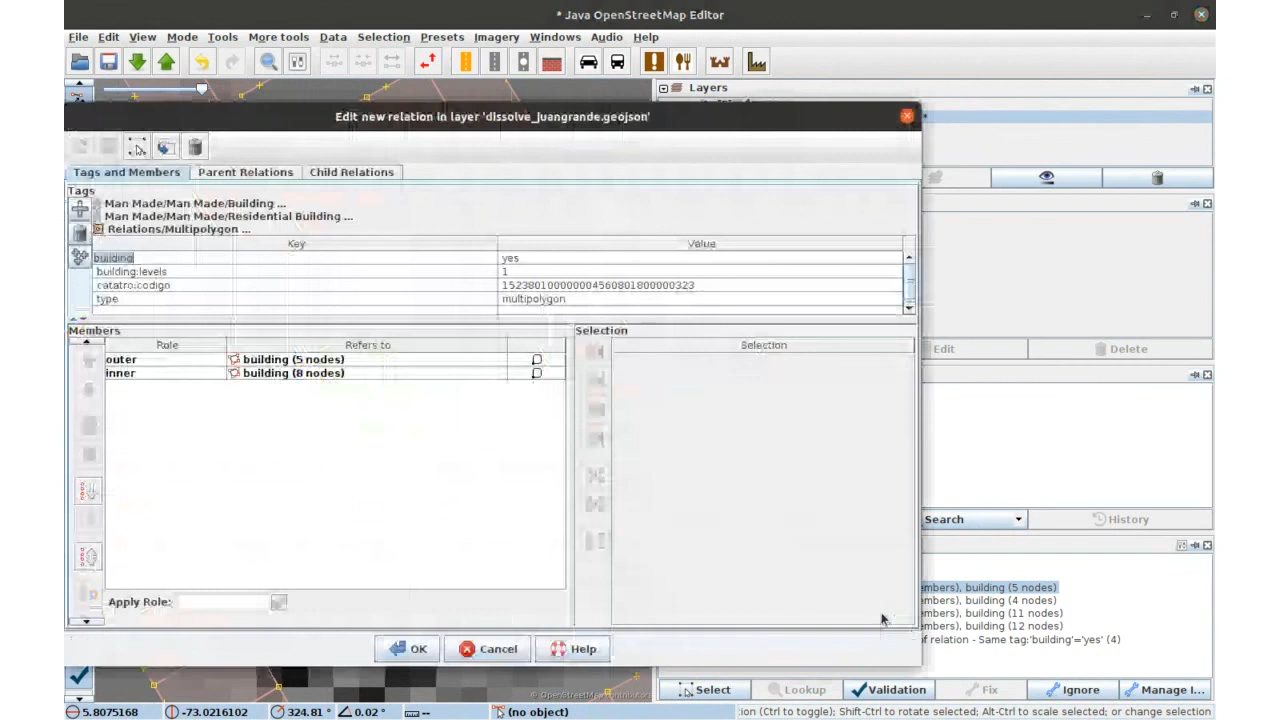 * Java OpenStreetMap Editor
File Edit View Mode Tools More tools Data Selection Presets Imagery Windows Audio Help
Layers
Edit new relation in layer 'dissolve_juangrande.geojson'
Tags and Members Parent Relations Child Relations
Tags
Man Made/Man Made/Building ...
Man Made/Man Made/Residential Building ...
Relations/Multipolygon ...
Key Value
building yes
building:levels 1
catatro:codigo
type multipolygon
Members Selection
Role Refers to Selection
outer building (5 nodes)
inner building (8 nodes)
Edit Delete
Search History
mbers), building (5 nodes)
mbers), building (4 nodes)
mbers), building (11 nodes)
mbers), building (12 nodes)
of relation - Same tag:'building'='yes' (4)
Apply Role:
OK Cancel Help
Select Lookup Validation Fix Ignore Manage I...
© OpenStreetMap contributors
5.8075168 -73.0216102 324.81 ° 0.02 ° -- (no object) :ion (Ctrl to toggle); Shift-Ctrl to rotate selected; Alt-Ctrl to scale selected; or change selection